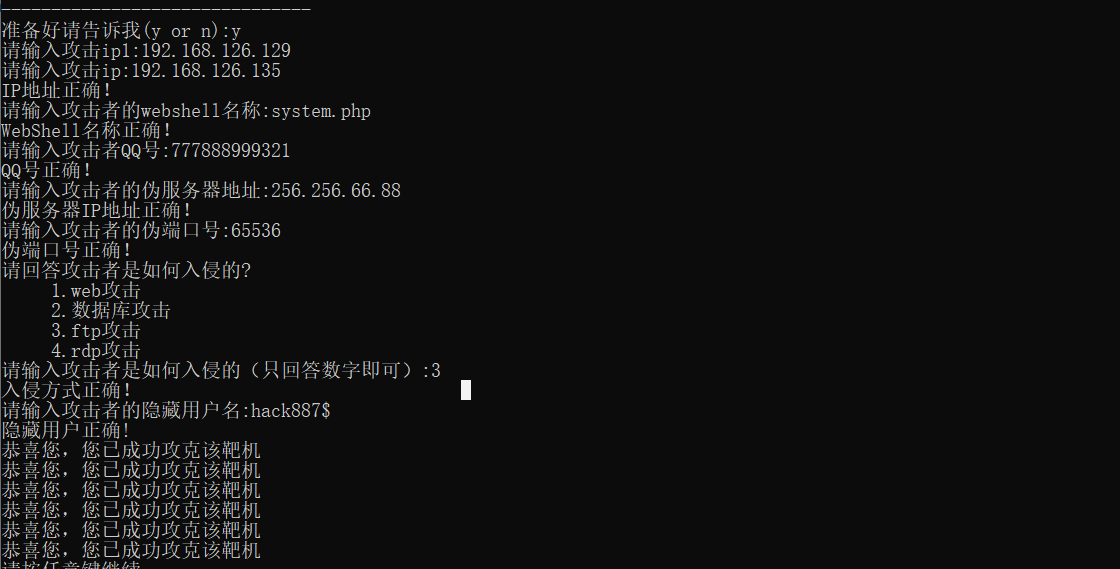 -------------------------------
准备好请告诉我(y or n):y
请输入攻击ip1:192.168.126.129
请输入攻击ip:192.168.126.135
IP地址正确!
请输入攻击者的webshell名称:system.php
WebShell名称正确!
请输入攻击者QQ号:777888999321
QQ号正确!
请输入攻击者的伪服务器地址:256.256.66.88
伪服务器IP地址正确!
请输入攻击者的伪端口号:65536
伪端口号正确!
请回答攻击者是如何入侵的?
1.web攻击
2.数据库攻击
3.ftp攻击
4.rdp攻击
请输入攻击者是如何入侵的（只回答数字即可）:3
入侵方式正确!
请输入攻击者的隐藏用户名:hack887$
隐藏用户正确!
恭喜您，您已成功攻克该靶机
恭喜您，您已成功攻克该靶机
恭喜您，您已成功攻克该靶机
恭喜您，您已成功攻克该靶机
恭喜您，您已成功攻克该靶机
恭喜您，您已成功攻克该靶机
请按任意键继续